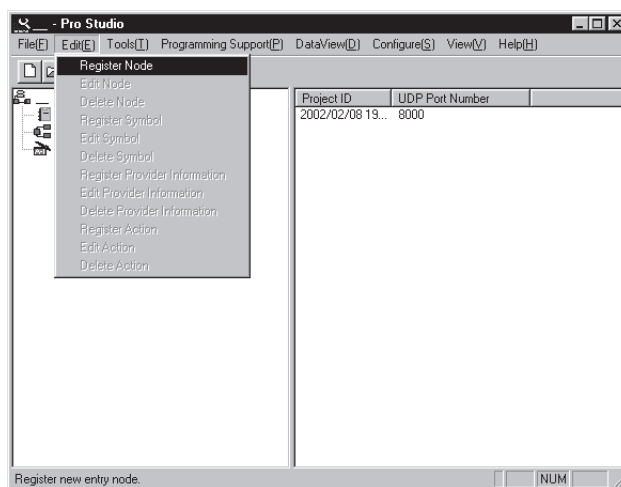 - Pro Studio
File(F) Edit(E) Tools(T) Programming Support(P) DataView(D) Configure(S) View(V) Help(H)
Register Node
Edit Node
Delete Node
Register Symbol
Edit Symbol
Delete Symbol
Register Provider Information
Edit Provider Information
Delete Provider Information
Register Action
Edit Action
Delete Action
Project ID UDP Port Number
2002/02/08 19... 8000
Register new entry node. NUM